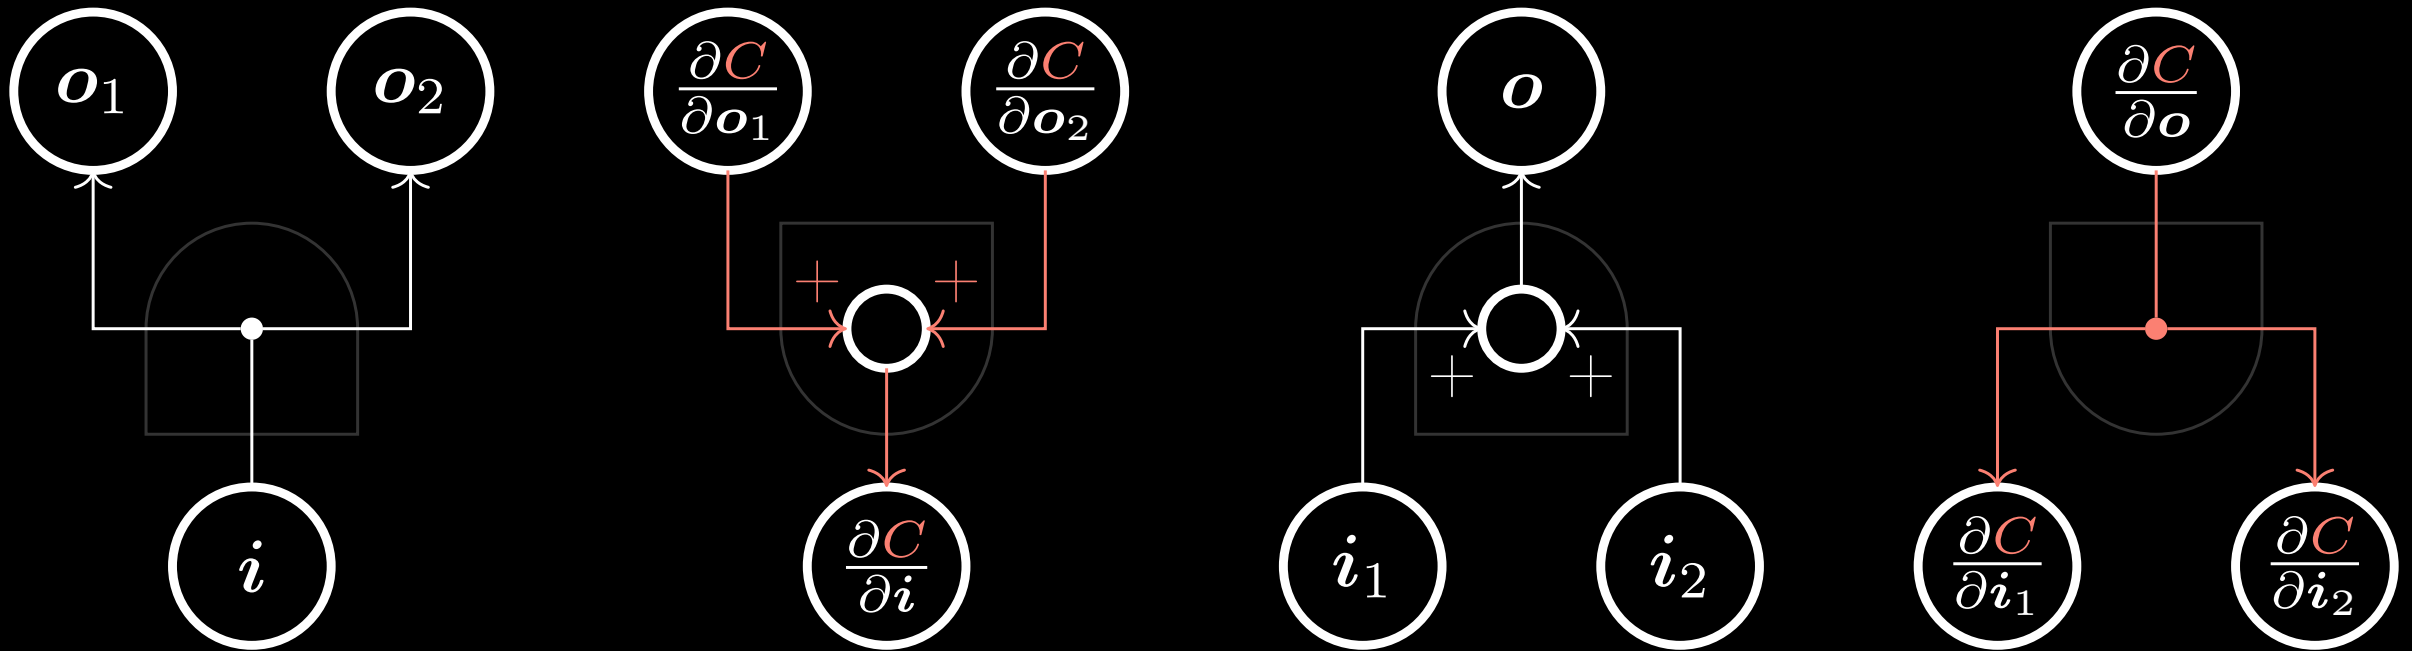 o₁
o₂
∂C/∂o₁
∂C/∂o₂
o
∂C/∂o
+ +
+ +
i
∂C/∂i
i₁
i₂
∂C/∂i₁
∂C/∂i₂